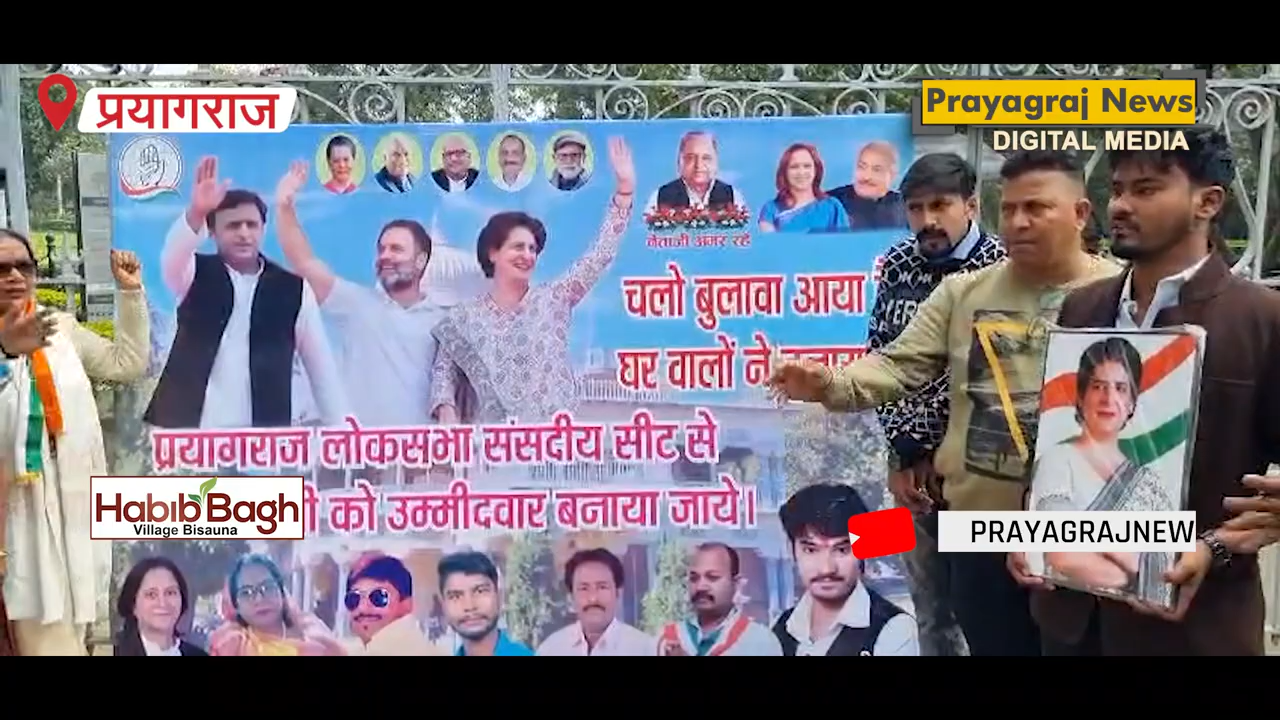 प्रयागराज
Prayagraj News
DIGITAL MEDIA
नेताजी अमर रहें
चलो बुलावा आया
घर वालों ने
प्रयागराज लोकसभा संसदीय सीट से
को उम्मीदवार बनाया जाये।
Habib Bagh
Village Bisauna
PRAYAGRAJNEW